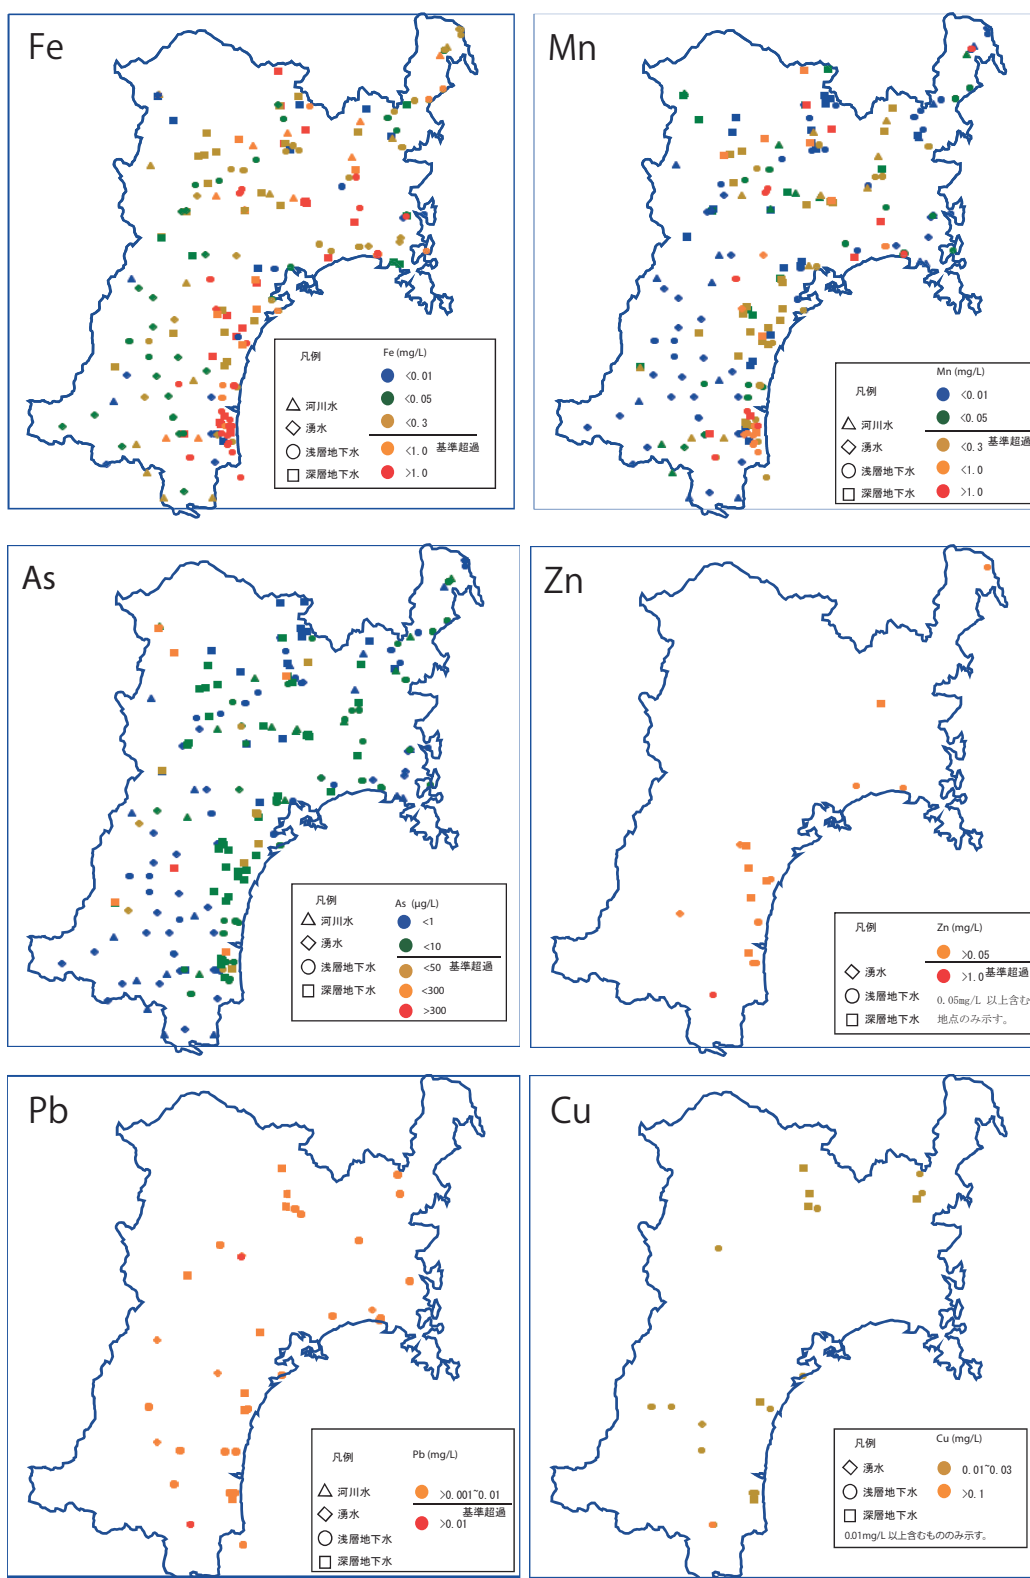 Fe
凡例
Fe (mg/L)
<0.01
<0.05
△ 河川水
<0.3
◇ 湧水
<1.0 基準超過
○ 浅層地下水
>1.0
□ 深層地下水
Mn
凡例
Mn (mg/L)
<0.01
<0.05
△ 河川水
<0.3 基準超過
◇ 湧水
<1.0
○ 浅層地下水
>1.0
□ 深層地下水
As
凡例
As (μg/L)
△ 河川水
<1
◇ 湧水
<10
○ 浅層地下水
<50 基準超過
□ 深層地下水
<300
>300
Zn
凡例
Zn (mg/L)
>0.05
◇ 湧水
>1.0 基準超過
○ 浅層地下水
0.05mg/L 以上含む
□ 深層地下水
地点のみ示す。
Pb
凡例
Pb (mg/L)
△ 河川水
>0.001~0.01
◇ 湧水
基準超過
>0.01
○ 浅層地下水
□ 深層地下水
Cu
凡例
Cu (mg/L)
◇ 湧水
0.01~0.03
○ 浅層地下水
>0.1
□ 深層地下水
0.01mg/L 以上含むもののみ示す。